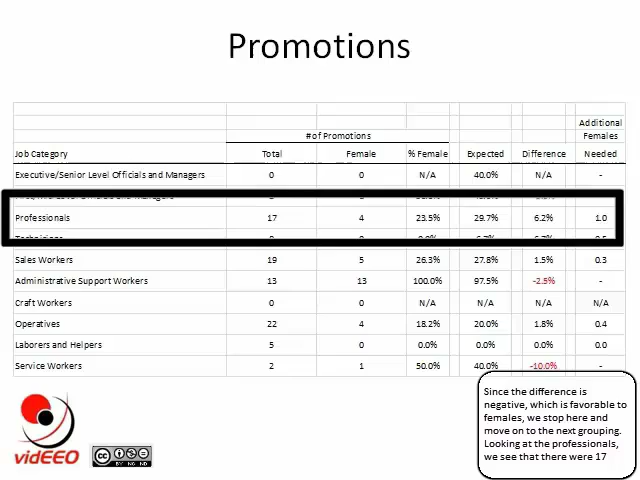 Promotions
Additional
# of Promotions Females
Job Category Total Female % Female Expected Difference Needed
Executive/Senior Level Officials and Managers 0 0 N/A 40.0% N/A -
Professionals 17 4 23.5% 29.7% 6.2% 1.0
Sales Workers 19 5 26.3% 27.8% 1.5% 0.3
Administrative Support Workers 13 13 100.0% 97.5% -2.5% -
Craft Workers 0 0 N/A N/A N/A N/A
Operatives 22 4 18.2% 20.0% 1.8% 0.4
Laborers and Helpers 5 0 0.0% 0.0% 0.0% 0.0
Service Workers 2 1 50.0% 40.0% -10.0% -
Since the difference is
negative, which is favorable to
females, we stop here and
move on to the next grouping.
Looking at the professionals,
we see that there were 17
vidEEO
CC BY NC ND